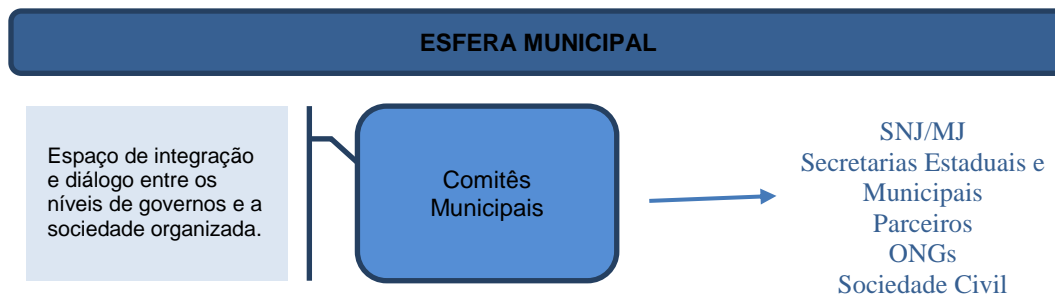 ESFERA MUNICIPAL
Espaço de integração
e diálogo entre os
níveis de governos e a
sociedade organizada.
Comitês
Municipais
SNJ/MJ
Secretarias Estaduais e
Municipais
Parceiros
ONGs
Sociedade Civil